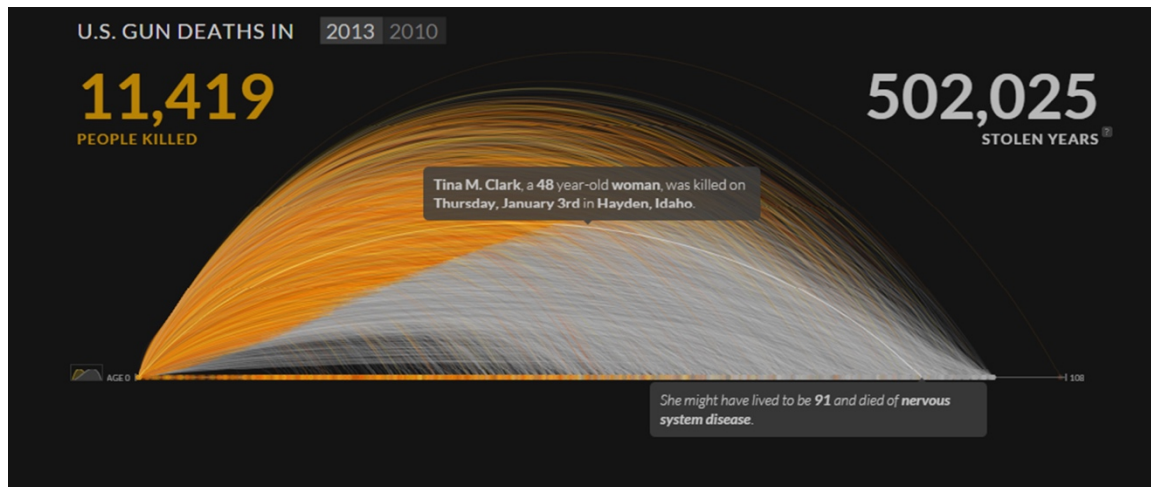 U.S. GUN DEATHS IN 2013 2010
11,419
PEOPLE KILLED
502,025
STOLEN YEARS ?
Tina M. Clark, a 48 year-old woman, was killed on
Thursday, January 3rd in Hayden, Idaho.
AGE 0
108
She might have lived to be 91 and died of nervous
system disease.